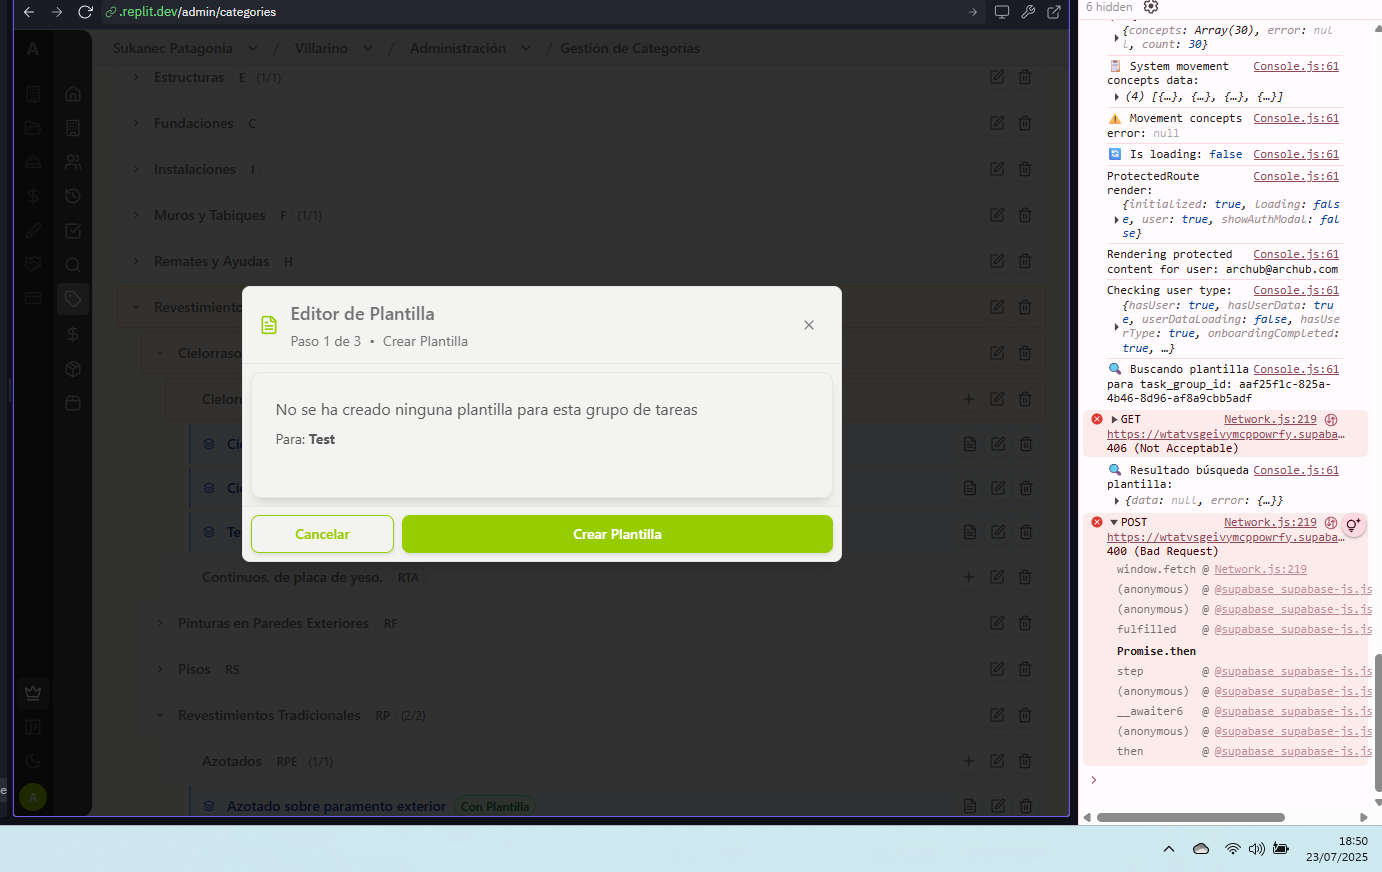 .replit.dev/admin/categories
6 hidden
A
Sukanec Patagonia / Villarino / Administración / Gestión de Categorías
Estructuras E (1/1)
Fundaciones C
Instalaciones I
Muros y Tabiques F (1/1)
Remates y Ayudas H
Revestimiento
Cielorraso
Cielorr
Ci
Ci
Te
Editor de Plantilla
Paso 1 de 3 • Crear Plantilla
No se ha creado ninguna plantilla para esta grupo de tareas
Para: Test
Cancelar
Crear Plantilla
Continuos, de placa de yeso. RTA
Pinturas en Paredes Exteriores RF
Pisos RS
Revestimientos Tradicionales RP (2/2)
Azotados RPE (1/1)
Azotado sobre paramento exterior Con Plantilla
A
e
{concepts: Array(30), error: nul
l, count: 30}
System movement Console.js:61
concepts data:
(4) [{…}, {…}, {…}, {…}]
Movement concepts Console.js:61
error: null
Is loading: false Console.js:61
ProtectedRoute Console.js:61
render:
{initialized: true, loading: fals
e, user: true, showAuthModal: fal
se}
Rendering protected Console.js:61
content for user: archub@archub.com
Checking user type: Console.js:61
{hasUser: true, hasUserData: tru
e, userDataLoading: false, hasUse
rType: true, onboardingCompleted:
true, …}
Buscando plantilla Console.js:61
para task_group_id: aaf25f1c-825a-
4b46-8d96-af8a9cbb5adf
GET Network.js:219
https://wtatvsgeivymcppowrfy.supaba…
406 (Not Acceptable)
Resultado búsqueda Console.js:61
plantilla:
{data: null, error: {…}}
POST Network.js:219
https://wtatvsgeivymcppowrfy.supaba…
400 (Bad Request)
window.fetch @ Network.js:219
(anonymous) @ @supabase_supabase-js.js
(anonymous) @ @supabase_supabase-js.js
fulfilled @ @supabase_supabase-js.js
Promise.then
step @ @supabase_supabase-js.js
(anonymous) @ @supabase_supabase-js.js
__awaiter6 @ @supabase_supabase-js.js
(anonymous) @ @supabase_supabase-js.js
then @ @supabase_supabase-js.js
18:50
23/07/2025